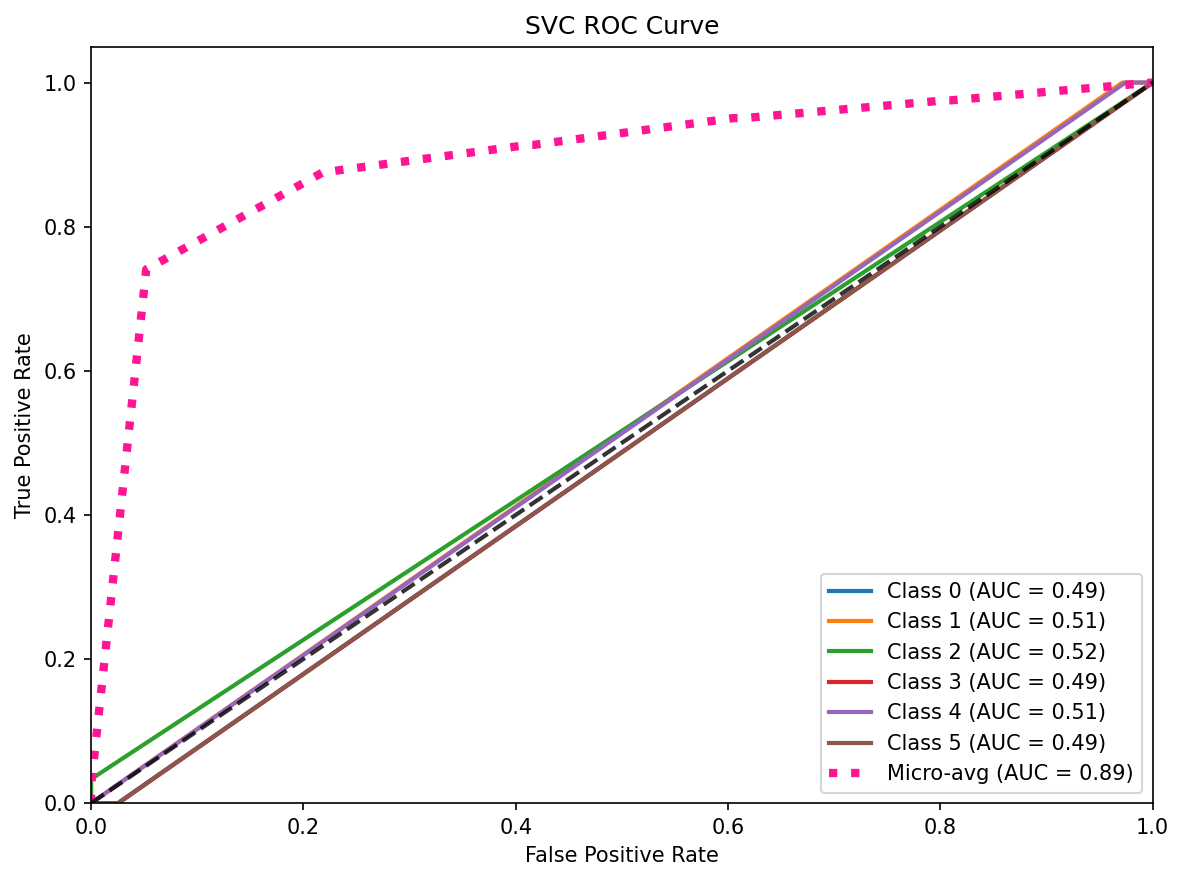 SVC ROC Curve
True Positive Rate
1.0
0.8
0.6
0.4
0.2
0.0
0.0 0.2 0.4 0.6 0.8 1.0
False Positive Rate
Class 0 (AUC = 0.49)
Class 1 (AUC = 0.51)
Class 2 (AUC = 0.52)
Class 3 (AUC = 0.49)
Class 4 (AUC = 0.51)
Class 5 (AUC = 0.49)
Micro-avg (AUC = 0.89)